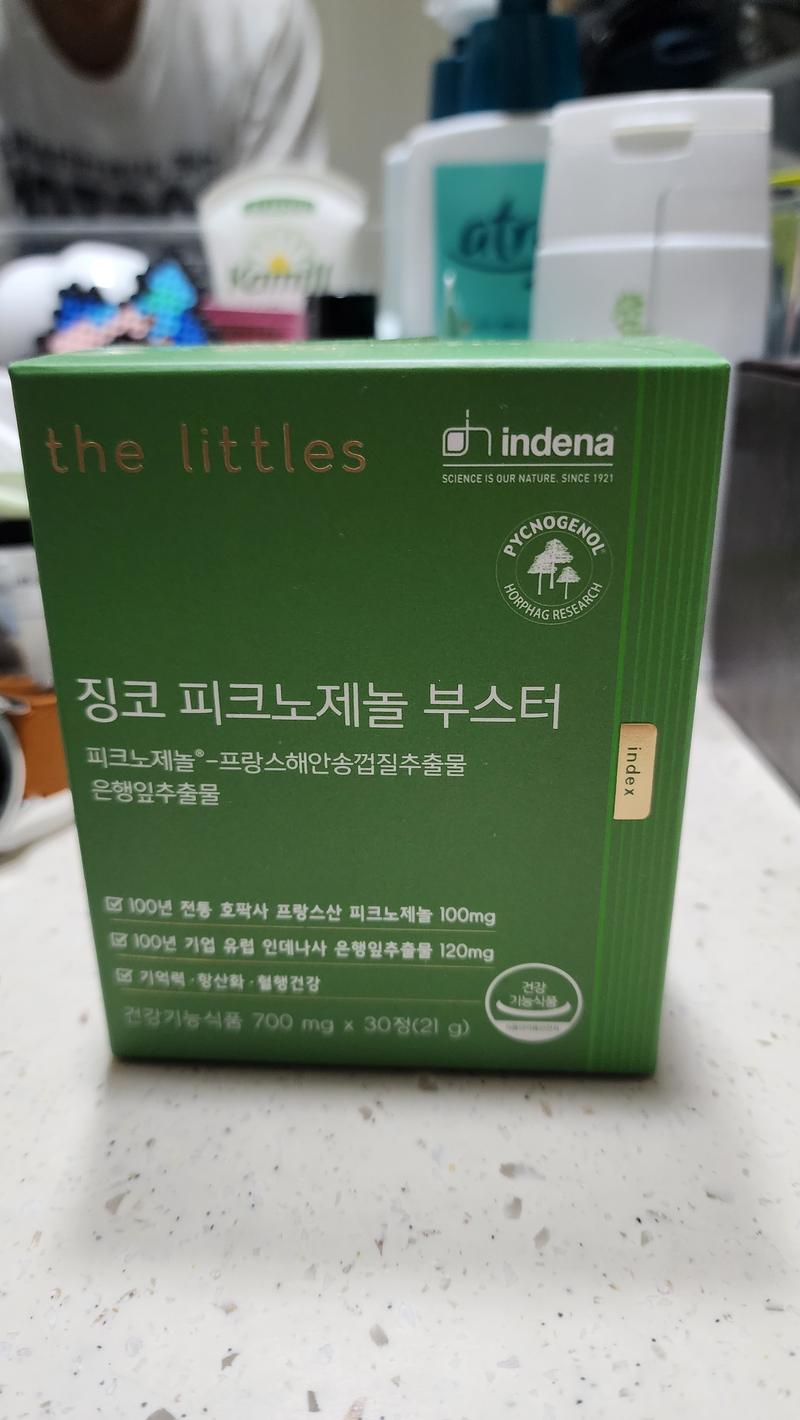 Kamill
atr
the littles
indena
SCIENCE IS OUR NATURE. SINCE 1921
PYCNOGENOL®
HORPHAG RESEARCH
징코 피크노제놀 부스터
피크노제놀®-프랑스해안송껍질추출물
은행잎추출물
index
100년 전통 호팍사 프랑스산 피크노제놀 100mg
100년 기업 유럽 인데나사 은행잎추출물 120mg
기억력·항산화·혈행건강
건강기능식품 700 mg x 30정(21 g)
건강
기능식품